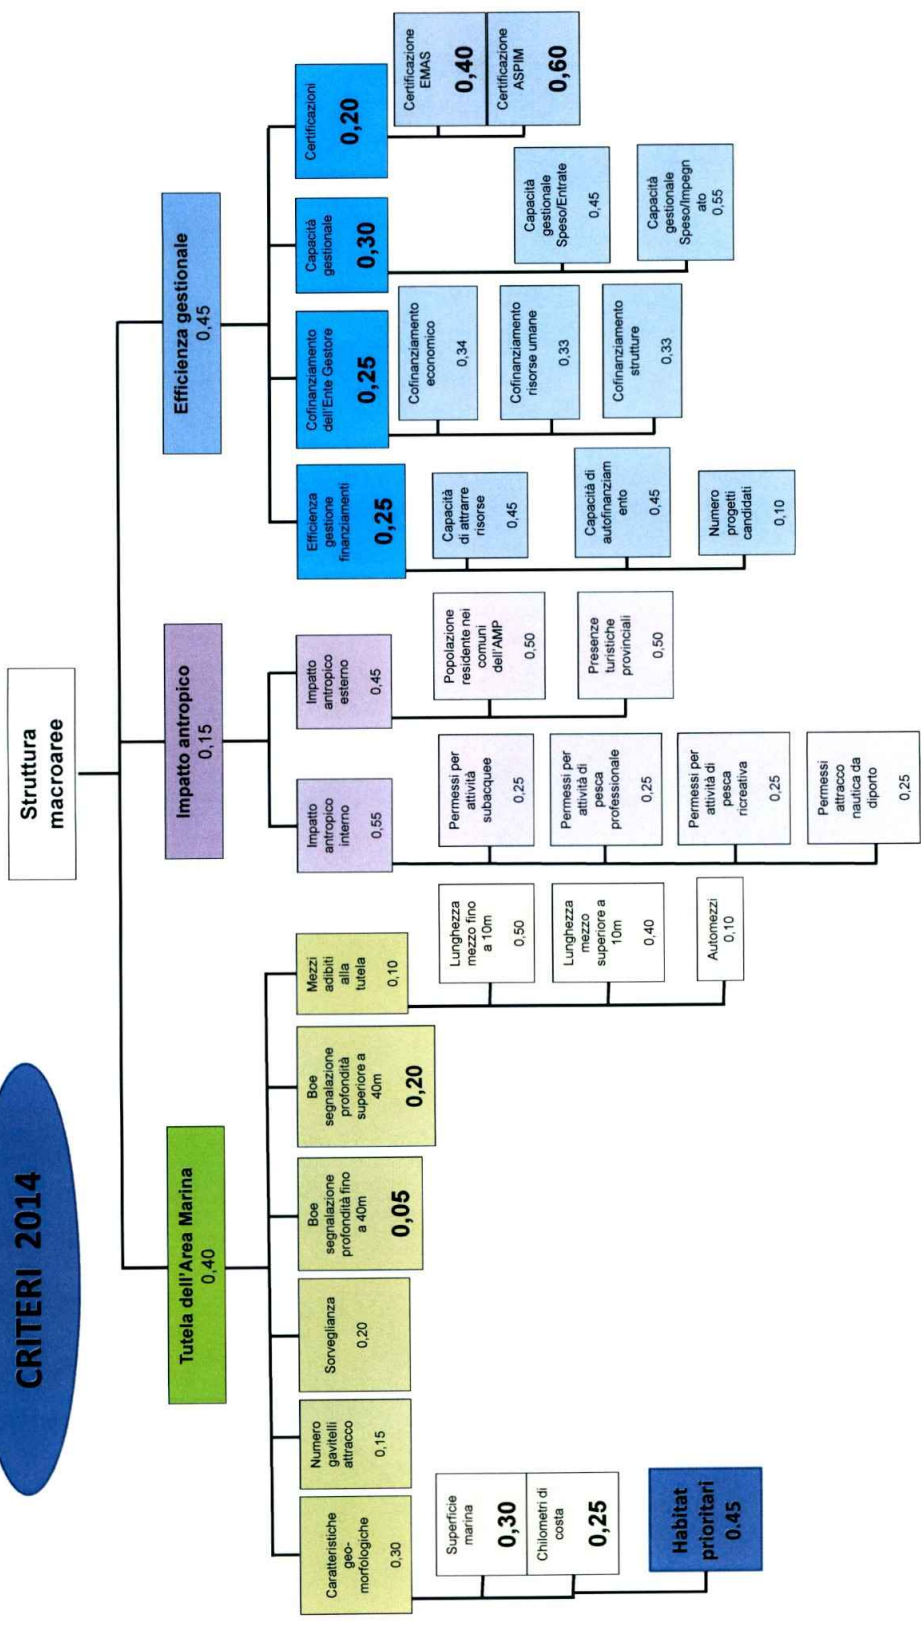 CRITERI 2014
Struttura
macroaree
Tutela dell'Area Marina
0,40
Caratteristiche
geo-
morfologiche
0,30
Superficie
marina
0,30
Chilometri di
costa
0,25
Habitat
prioritari
0.45
Numero
gavitelli
attracco
0,15
Sorveglianza
0,20
Boe
segnalazione
profondità fino
a 40m
0,05
Boe
segnalazione
profondità
superiore a
40m
0,20
Mezzi
adibiti
alla
tutela
0,10
Lunghezza
mezzo fino
a 10m
0,50
Lunghezza
mezzo
superiore a
10m
0,40
Automezzi
0,10
Impatto antropico
0,15
Impatto
antropico
interno
0,55
Permessi per
attività
subacquee
0,25
Permessi per
attività di
pesca
professionale
0,25
Permessi per
attività di
pesca
ricreativa
0,25
Permessi
attracco
nautica da
diporto
0,25
Impatto
antropico
esterno
0,45
Popolazione
residente nei
comuni
dell'AMP
0,50
Presenze
turistiche
provinciali
0,50
Efficienza gestionale
0,45
Efficienza
gestione
finanziamenti
0,25
Capacità
di attrarre
risorse
0,45
Capacità di
autofinanziam
ento
0,45
Numero
progetti
candidati
0,10
Cofinanziamento
dell'Ente Gestore
0,25
Cofinanziamento
economico
0,34
Cofinanziamento
risorse umane
0,33
Cofinanziamento
strutture
0,33
Capacità
gestionale
0,30
Capacità
gestionale
Speso/Entrate
0,45
Capacità
gestionale
Speso/Impegn
ato
0,55
Certificazioni
0,20
Certificazione
EMAS
0,40
Certificazione
ASPIM
0,60